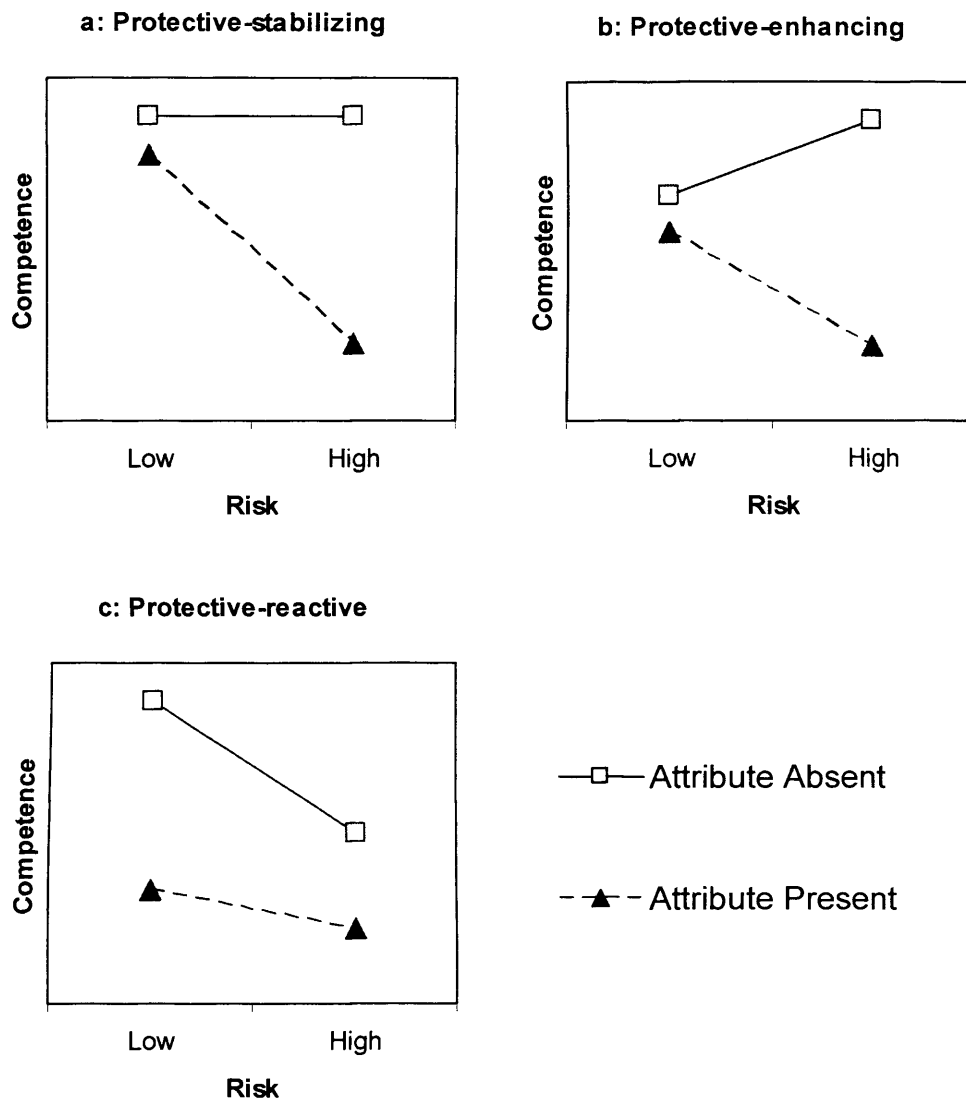 a: Protective-stabilizing
Competence
Low High
Risk
b: Protective-enhancing
Competence
Low High
Risk
c: Protective-reactive
Competence
Low High
Risk
Attribute Absent
Attribute Present